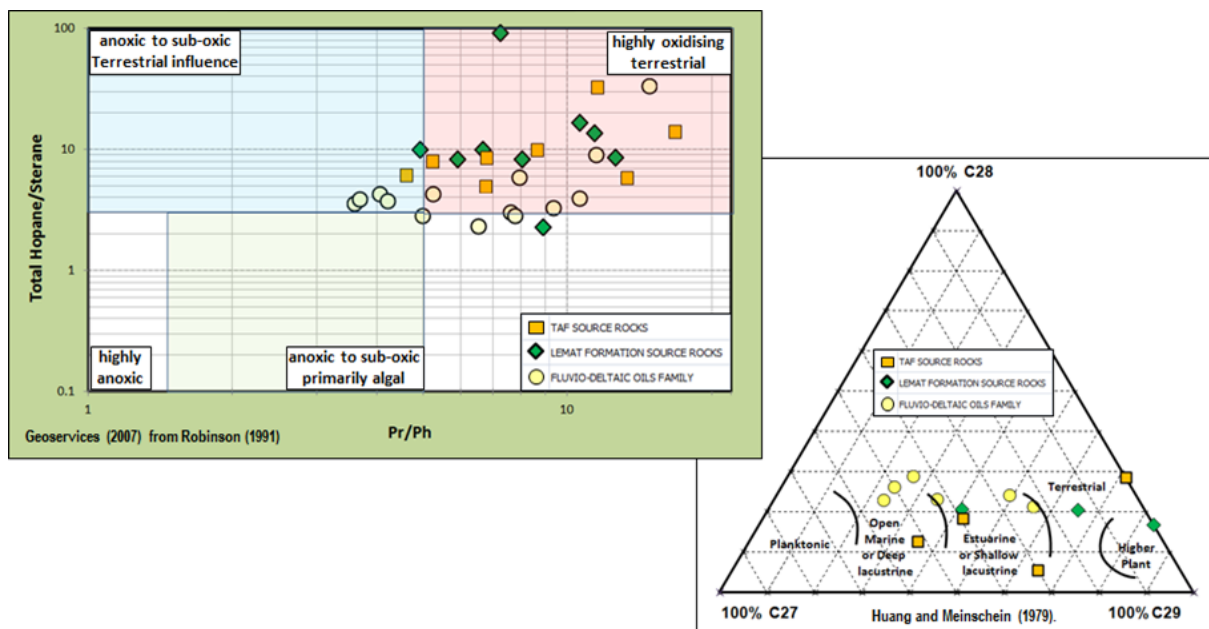 100
anoxic to sub-oxic
Terrestrial influence
highly oxidising
terrestrial
10
Total Hopane/Sterane
1
TAF SOURCE ROCKS
LEMAT FORMATION SOURCE ROCKS
FLUVIO-DELTAIC OILS FAMILY
highly
anoxic
anoxic to sub-oxic
primarily algal
0.1
1
10
Pr/Ph
Geoservices (2007) from Robinson (1991)
100% C28
TAF SOURCE ROCKS
LEMAT FORMATION SOURCE ROCKS
FLUVIO-DELTAIC OILS FAMILY
Terrestrial
Planktonic
Open
Marine
or Deep
lacustrine
Estuarine
or Shallow
lacustrine
Higher
Plant
100% C27
100% C29
Huang and Meinschein (1979).